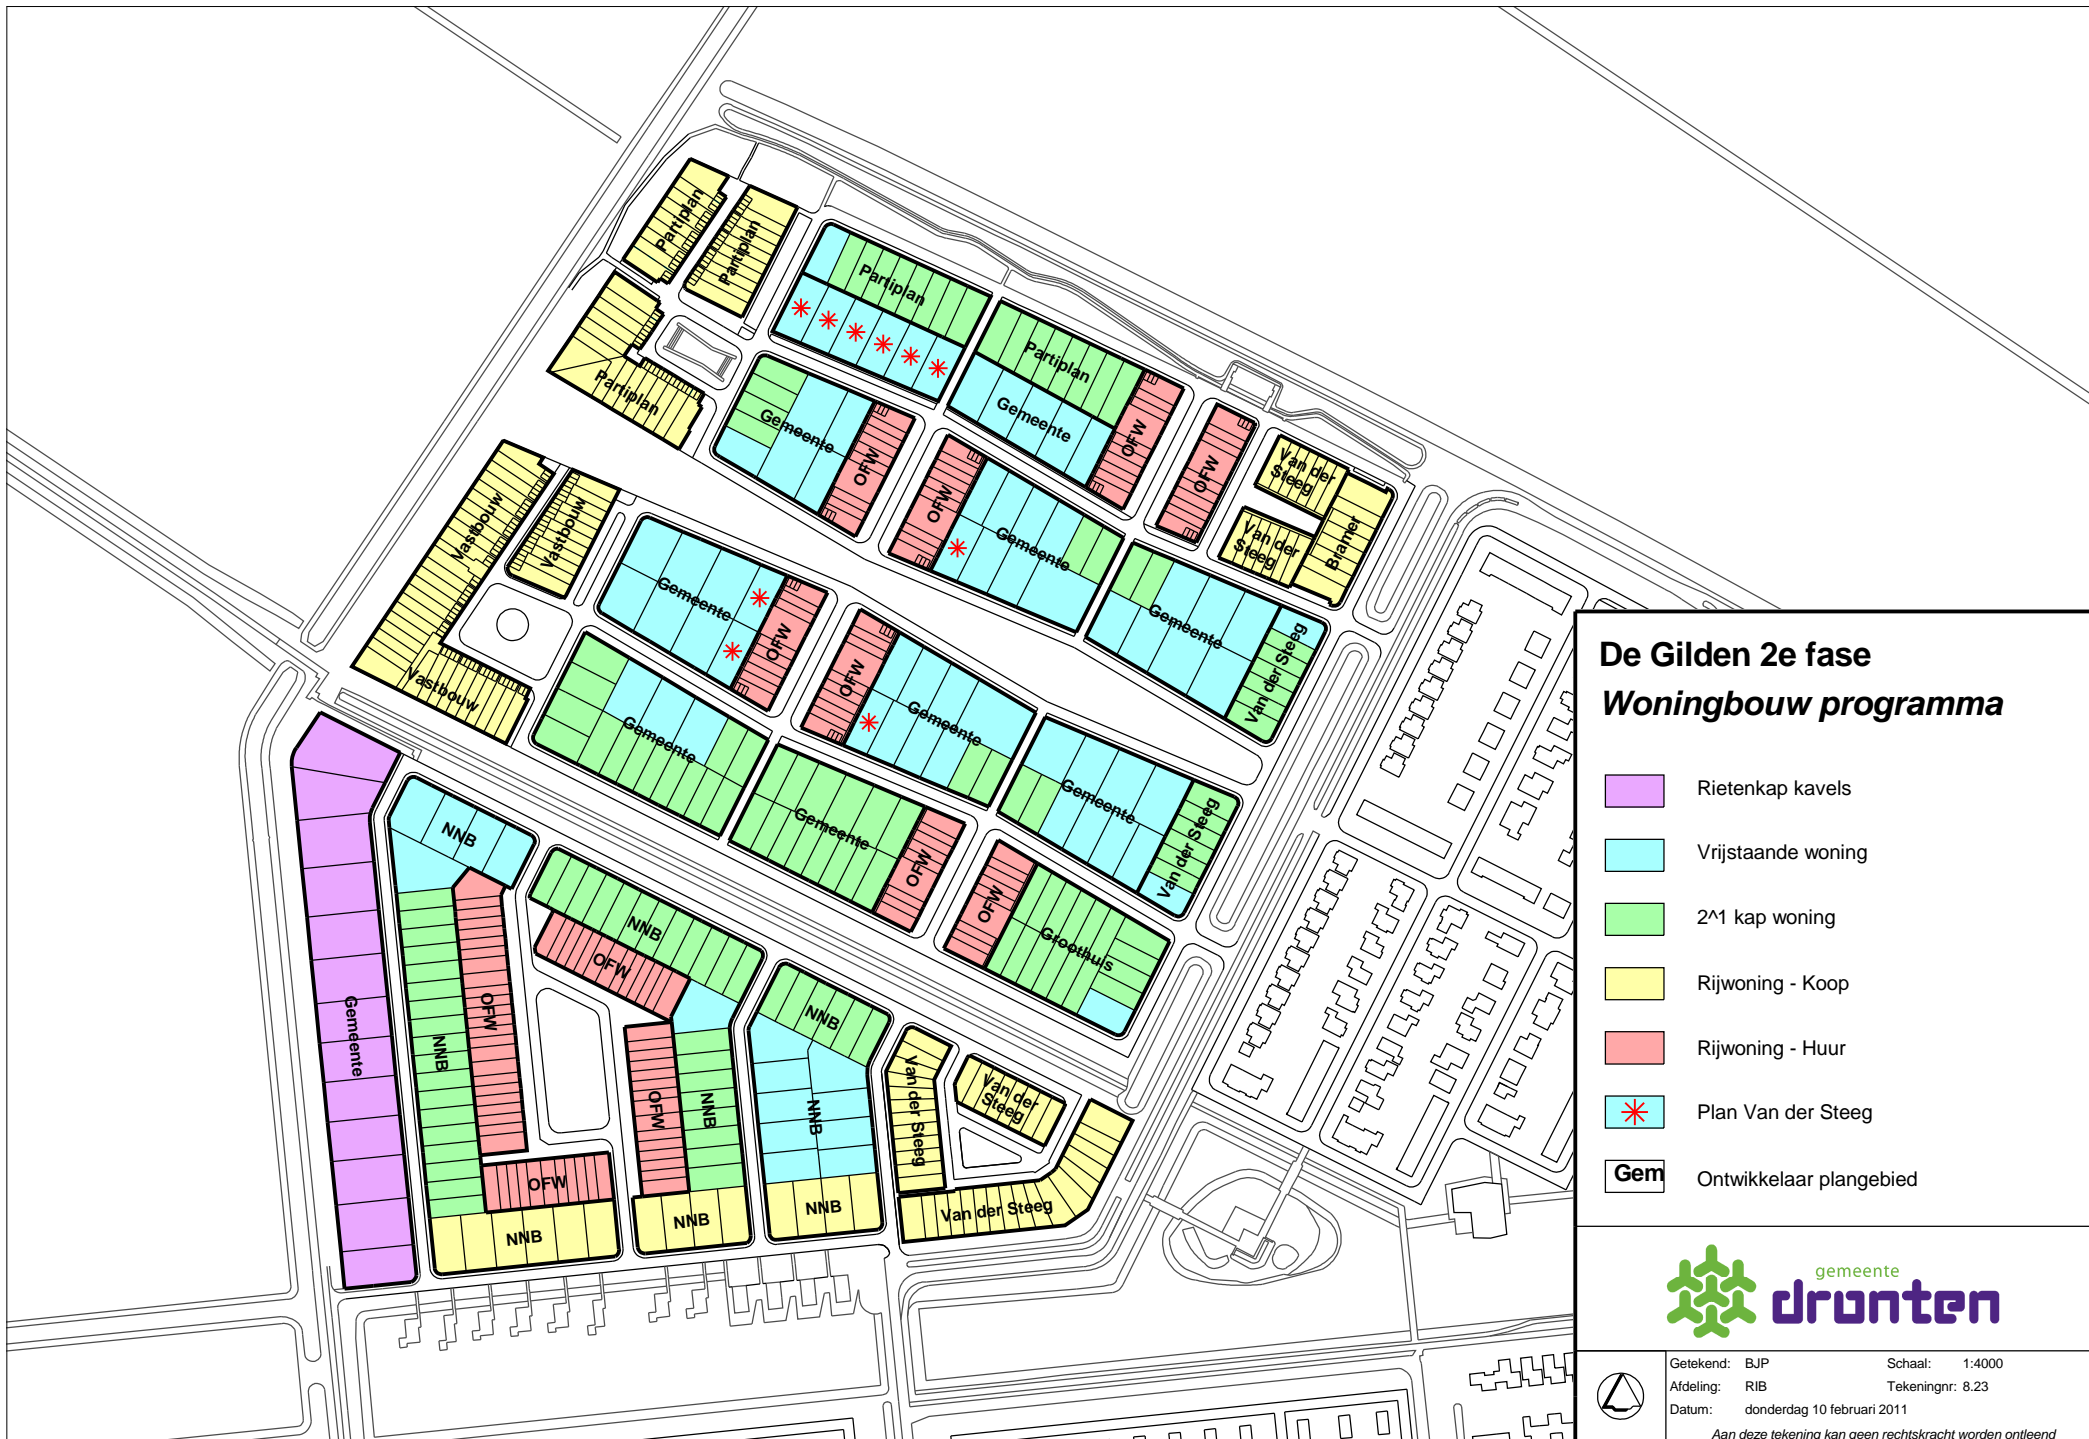 Partiplan
Partiplan
Partiplan
Partiplan
Partiplan
Gemeente
Gemeente
OFW
OFW
OFW
OFW
Van der
Steeg
Van der
Steeg
Bramer
Vastbouw
Vastbouw
Vastbouw
Gemeente
Gemeente
Gemeente
OFW
OFW
Van der Steeg
Gemeente
Gemeente
Gemeente
Gemeente
Van der Steeg
OFW
OFW
Groothuis
Gemeente
NNB
NNB
OFW
NNB
OFW
OFW
NNB
OFW
NNB
NNB
NNB
NNB
NNB
NNB
Van der Steeg
Van der
Steeg
Van der Steeg
De Gilden 2e fase
Woningbouw programma
Rietenkap kavels
Vrijstaande woning
2^1 kap woning
Rijwoning - Koop
Rijwoning - Huur
Plan Van der Steeg
Gem Ontwikkelaar plangebied
gemeente
dronten
Getekend: BJP Schaal: 1:4000
Afdeling: RIB Tekeningnr: 8.23
Datum: donderdag 10 februari 2011
Aan deze tekening kan geen rechtskracht worden ontleend